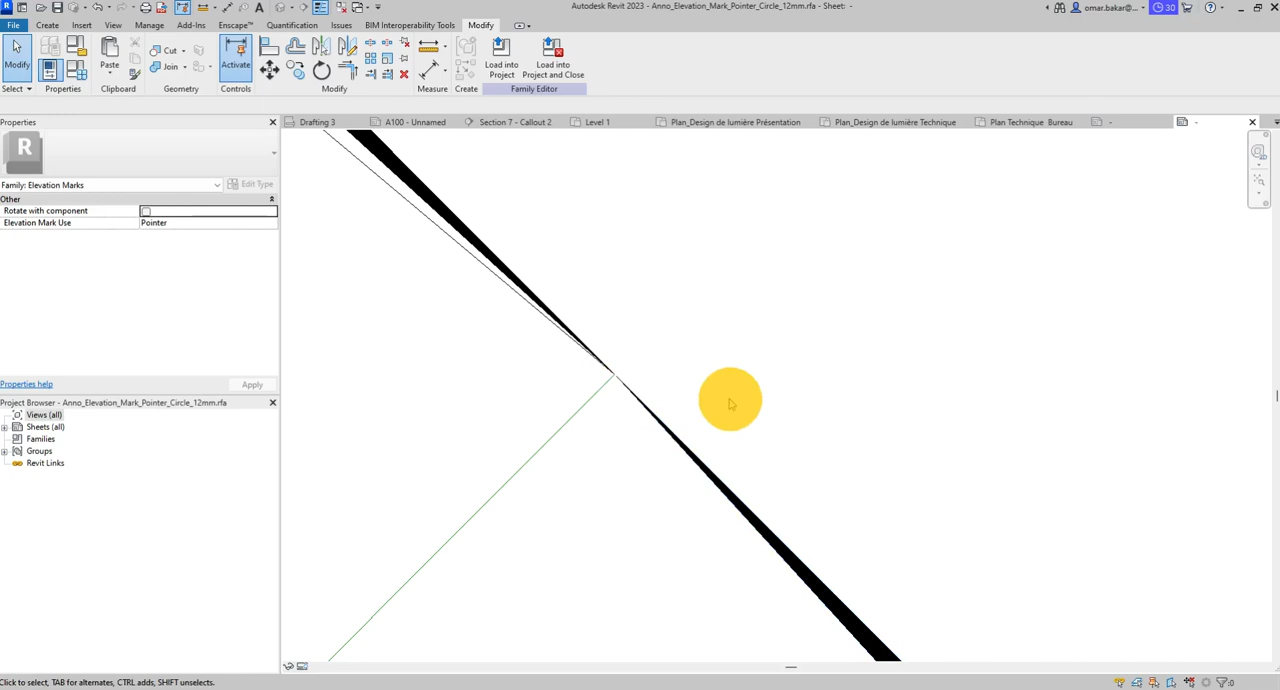 Autodesk Revit 2023 - Anno_Elevation_Mark_Pointer_Circle_12mm.rfa - Sheet: -
omar.bakar@...
30
File Create Insert View Manage Add-Ins Enscape™ Quantification Issues BIM Interoperability Tools Modify
Modify
Paste
Cut
Join
Activate
Load into
Project
Load into
Project and Close
Select Properties Clipboard Geometry Controls Modify Measure Create Family Editor
Properties
Drafting 3
A100 - Unnamed
Section 7 - Callout 2
Level 1
Plan_Design de lumière Présentation
Plan_Design de lumière Technique
Plan Technique Bureau
-
-
R
Family: Elevation Marks
Edit Type
Other
Rotate with component
Elevation Mark Use Pointer
Properties help
Apply
Project Browser - Anno_Elevation_Mark_Pointer_Circle_12mm.rfa
Views (all)
Sheets (all)
Families
Groups
Revit Links
Click to select, TAB for alternates, CTRL adds, SHIFT unselects.
:0